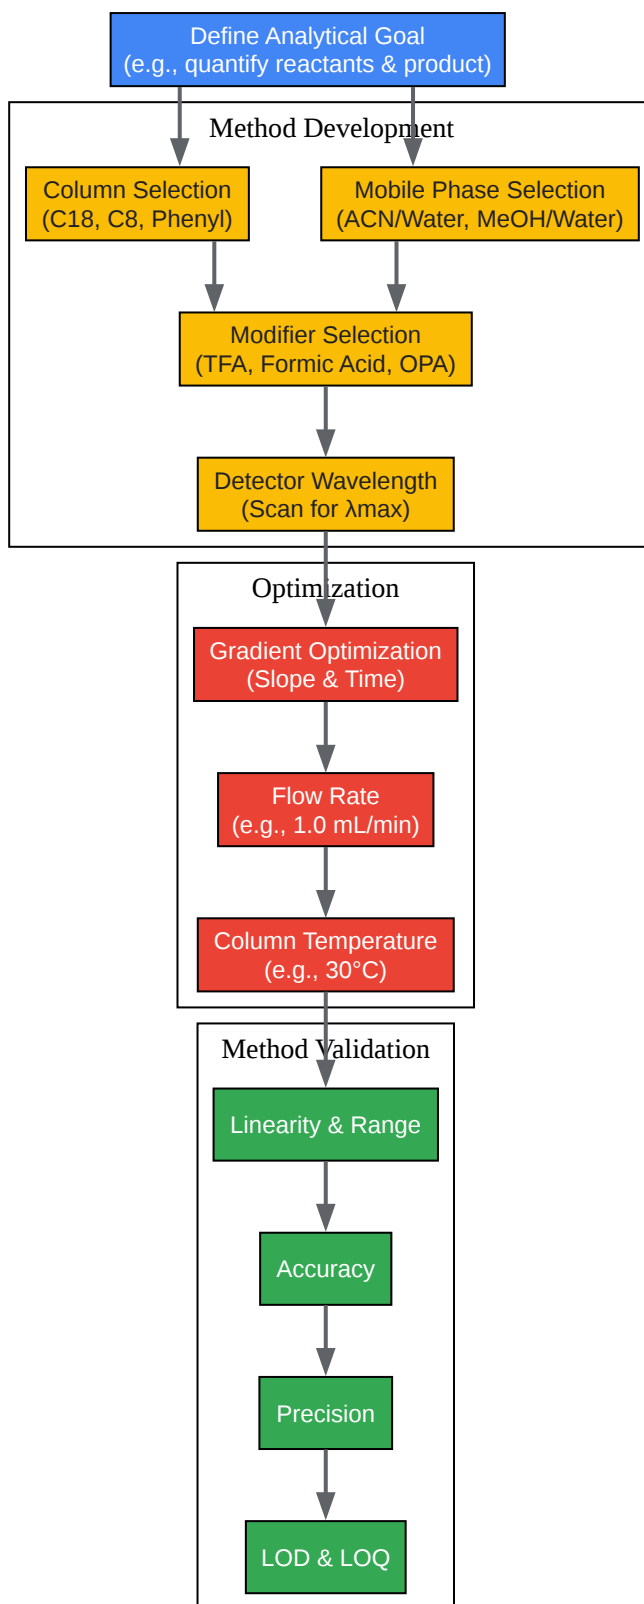 Define Analytical Goal
(e.g., quantify reactants & product)
Method Development
Column Selection
(C18, C8, Phenyl)
Mobile Phase Selection
(ACN/Water, MeOH/Water)
Modifier Selection
(TFA, Formic Acid, OPA)
Detector Wavelength
(Scan for λmax)
Optimization
Gradient Optimization
(Slope & Time)
Flow Rate
(e.g., 1.0 mL/min)
Column Temperature
(e.g., 30°C)
Method Validation
Linearity & Range
Accuracy
Precision
LOD & LOQ